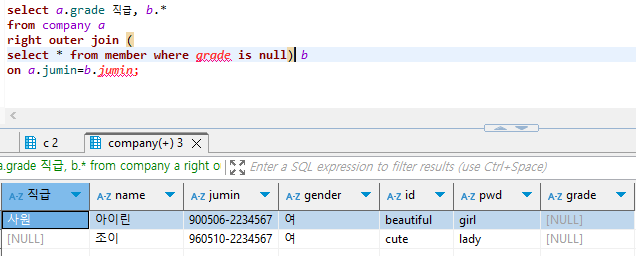 select a.grade 직급, b.*
from company a
right outer join (
select * from member where grade is null) b
on a.jumin=b.jumin;
c 2 company(+) 3
a.grade 직급, b.* from company a right o Enter a SQL expression to filter results (use Ctrl+Space)
A-Z 직급 A-Z name A-Z jumin A-Z gender A-Z id A-Z pwd A-Z grade
사원 아이린 900506-2234567 여 beautiful girl [NULL]
[NULL] 조이 960510-2234567 여 cute lady [NULL]